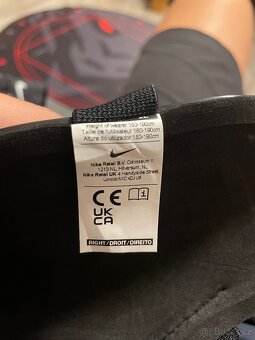 Height of wearer 180-190cm
Taille de l'utilisateur 180-190cm
Altura do utilizador 180-190cm
Nike Retail B.V. Colosseum 1,
1213 NL Hilversum, NL
Nike Retail UK 4 Handyside Street
London N1C 4DJ UK
CE
UK
CA
i
RIGHT/DROIT/DIREITO